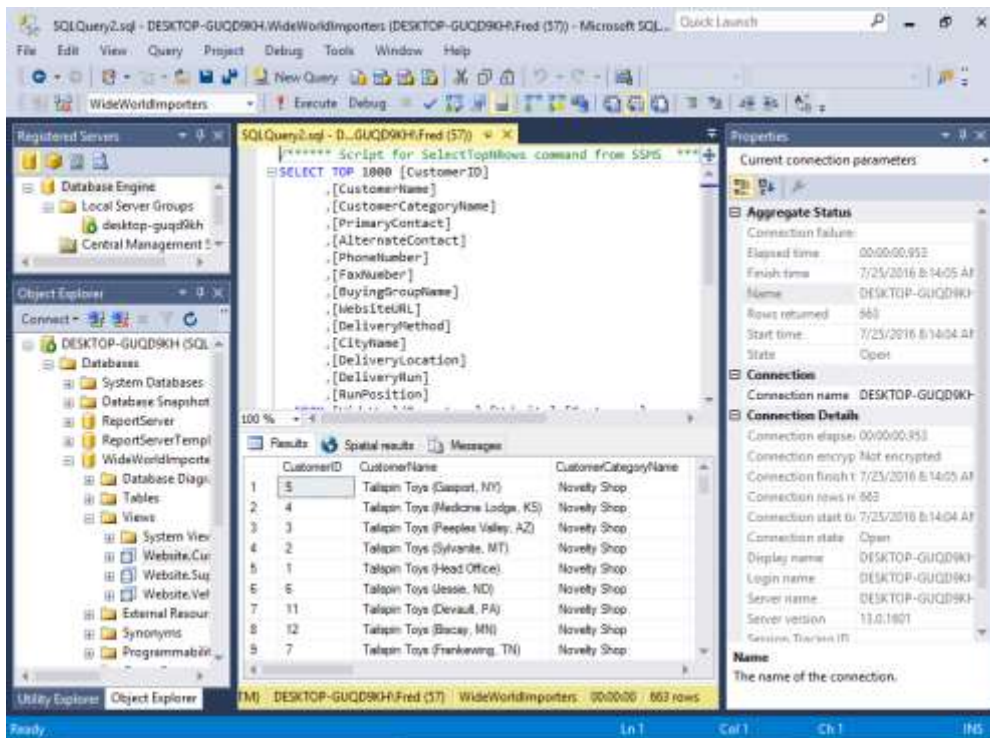 SQLQuery2.sql - DESKTOP-GUQD9KH.WideWorldImporters (DESKTOP-GUQD9KH\Fred (57)) - Microsoft SQL...
Quick Launch
File Edit View Query Project Debug Tools Window Help
New Query
WideWorldImporters
Execute Debug
Registered Servers
Database Engine
Local Server Groups
desktop-guqd9kh
Central Management S
Object Explorer
Connect
DESKTOP-GUQD9KH (SQL
Databases
System Databases
Database Snapshot
ReportServer
ReportServerTempl
WideWorldImporte
Database Diagr
Tables
Views
System View
Website.Cus
Website.Sup
Website.Veh
External Resour
Synonyms
Programmabilit
Utility Explorer
Object Explorer
SQLQuery2.sql - D...GUQD9KH\Fred (57))
/****** Script for SelectTopNRows command from SSMS ***
SELECT TOP 1000 [CustomerID]
,[CustomerName]
,[CustomerCategoryName]
,[PrimaryContact]
,[AlternateContact]
,[PhoneNumber]
,[FaxNumber]
,[BuyingGroupName]
,[WebsiteURL]
,[DeliveryMethod]
,[CityName]
,[DeliveryLocation]
,[DeliveryRun]
,[RunPosition]
100 %
Results Spatial results Messages
CustomerID CustomerName CustomerCategoryName
1 5 Tailspin Toys (Gasport, NY) Novelty Shop
2 4 Tailspin Toys (Medicine Lodge, KS) Novelty Shop
3 3 Tailspin Toys (Peeples Valley, AZ) Novelty Shop
4 2 Tailspin Toys (Sylvanite, MT) Novelty Shop
5 1 Tailspin Toys (Head Office) Novelty Shop
6 6 Tailspin Toys (Jessie, ND) Novelty Shop
7 11 Tailspin Toys (Devault, PA) Novelty Shop
8 12 Tailspin Toys (Biscay, MN) Novelty Shop
9 7 Tailspin Toys (Frankewing, TN) Novelty Shop
TM) DESKTOP-GUQD9KH\Fred (57) WideWorldImporters 00:00:00 663 rows
Properties
Current connection parameters
Aggregate Status
Connection failure
Elapsed time 00:00:00.953
Finish time 7/25/2016 8:14:05 AM
Name DESKTOP-GUQD9KH
Rows returned 663
Start time 7/25/2016 8:14:04 AM
State Open
Connection
Connection name DESKTOP-GUQD9KH
Connection Details
Connection elapse 00:00:00.953
Connection encryp Not encrypted
Connection finish t 7/25/2016 8:14:05 AM
Connection rows r 663
Connection start ti 7/25/2016 8:14:04 AM
Connection state Open
Display name DESKTOP-GUQD9KH
Login name DESKTOP-GUQD9KH
Server name DESKTOP-GUQD9KH
Server version 13.0.1601
Session Tracing ID
Name
The name of the connection.
Ready
Ln 1 Col 1 Ch 1 INS